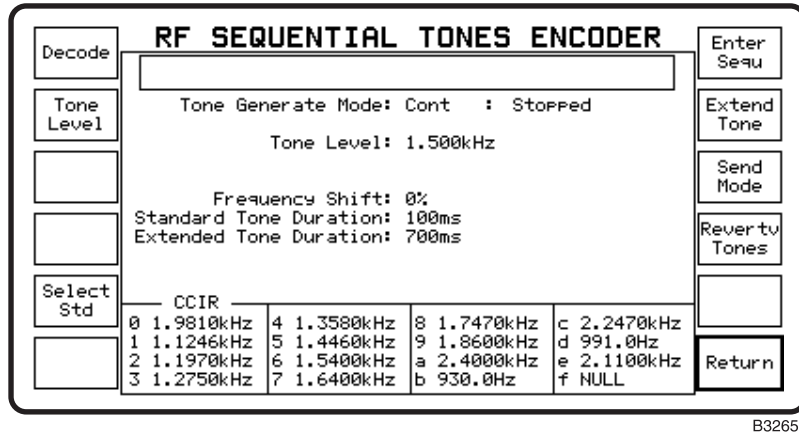 RF SEQUENTIAL TONES ENCODER
Decode
Tone
Level
Select
Std
Tone Generate Mode: Cont : Stopped
Tone Level: 1.500kHz
Frequency Shift: 0%
Standard Tone Duration: 100ms
Extended Tone Duration: 700ms
CCIR
0 1.9810kHz 4 1.3580kHz 8 1.7470kHz c 2.2470kHz
1 1.1246kHz 5 1.4460kHz 9 1.8600kHz d 991.0Hz
2 1.1970kHz 6 1.5400kHz a 2.4000kHz e 2.1100kHz
3 1.2750kHz 7 1.6400kHz b 930.0Hz f NULL
Enter
Sequ
Extend
Tone
Send
Mode
Revertv
Tones
Return
B3265